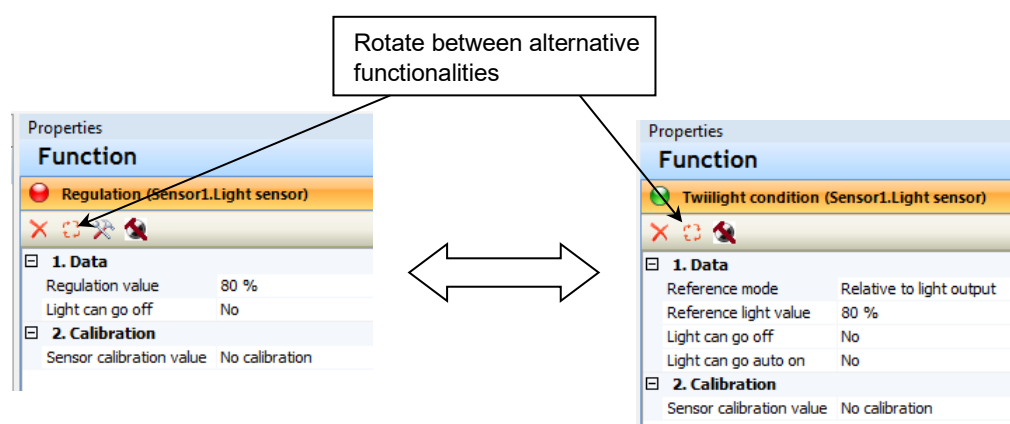 Rotate between alternative
functionalities
Properties
Function
Regulation (Sensor1.Light sensor)
1. Data
Regulation value 80 %
Light can go off No
2. Calibration
Sensor calibration value No calibration
Properties
Function
Twiilight condition (Sensor1.Light sensor)
1. Data
Reference mode Relative to light output
Reference light value 80 %
Light can go off No
Light can go auto on No
2. Calibration
Sensor calibration value No calibration